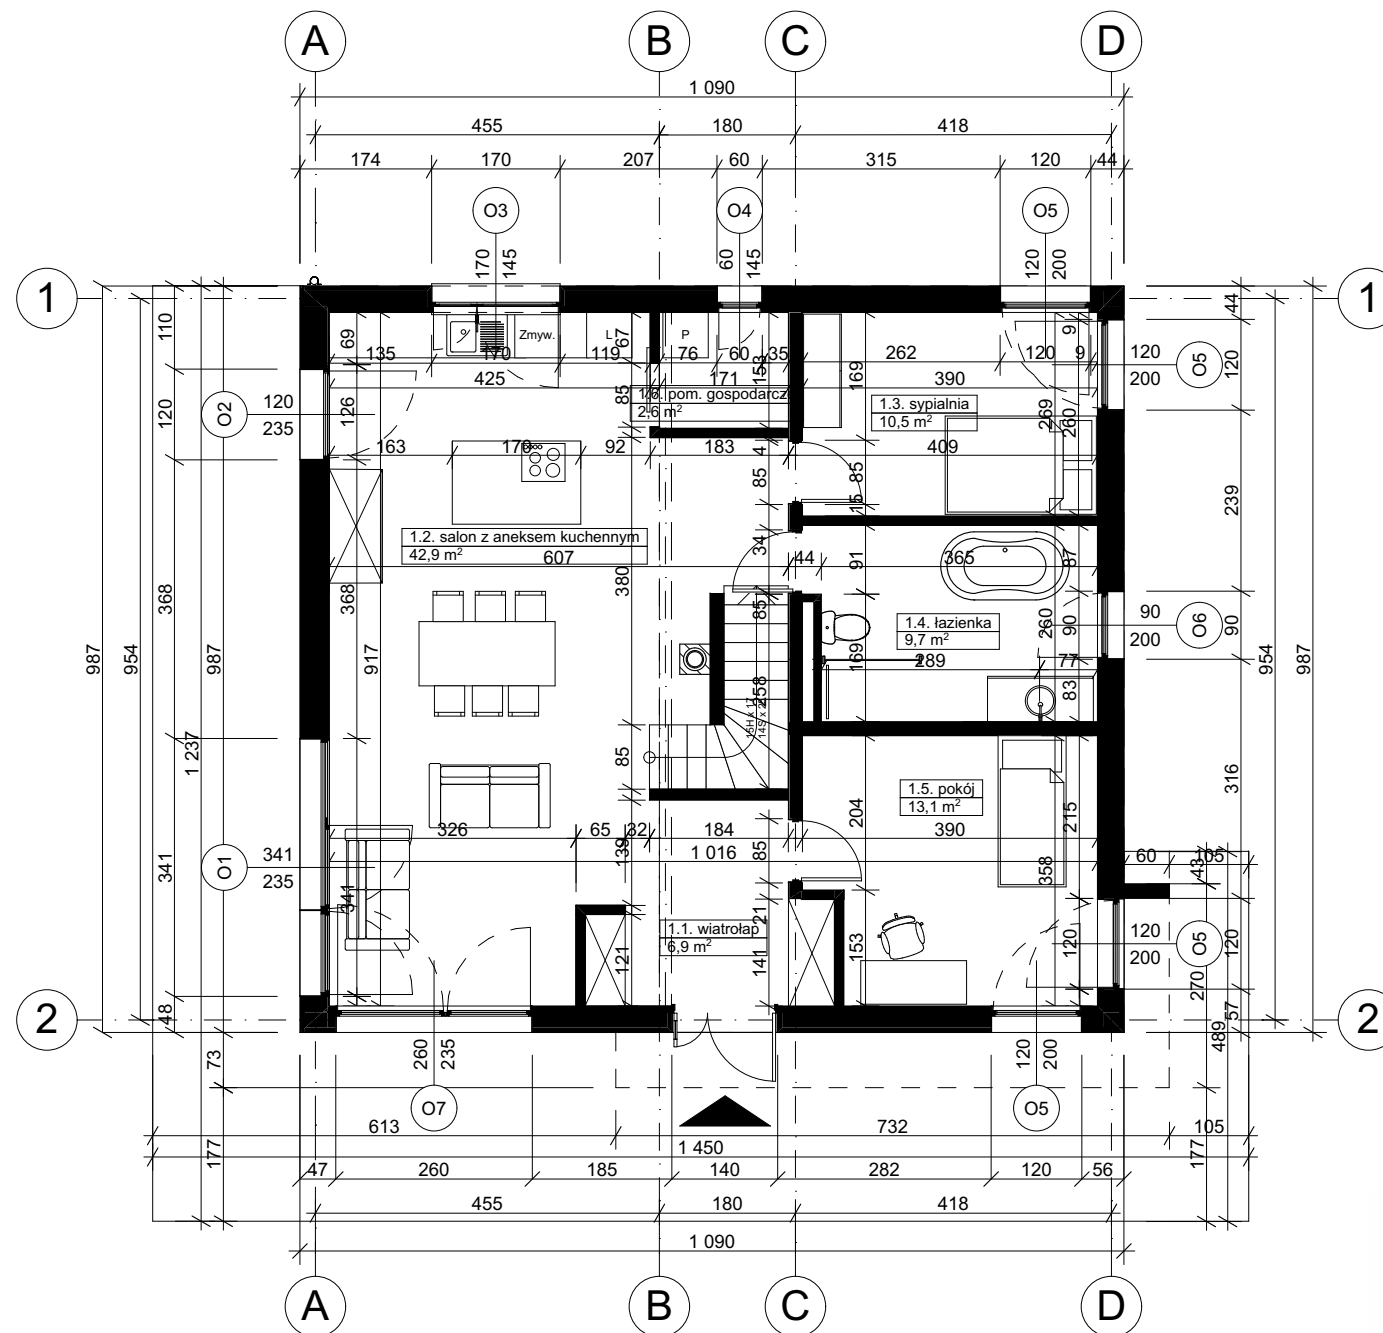 A B C D
1 090
455 180 418
174 170 207 60 315 120 44
O3 O4 O5
170 145 60 145 120 200
1 1
110 69 Zmyw. L 67 P 9 44
135 170 119 76 60 35 262 120 9 120
153 O5
425 171 390 200 120
120 O2 120 126 85 1.6. pom. gospodarcz 169 1.3. sypialnia 269 260
235 2,6 m² 10,5 m²
163 170 92 183 4 409
85 85 239
15
1.2. salon z aneksem kuchennym 34
42,9 m² 607 44 91 365 87
368 368 380 85
987 954 987 917 1.4. łazienka 260 90 90 O6 90 954 987
9,7 m² 200
169 289 77
258 83
1 237 15H x 17
14S x 25
85 316
1.5. pokój
13,1 m² 204 215
326 65 32 184 390
139 85
1 016 60 105
341 O1 341 43
235 341 358
21
1.1. wiatrołap 120 O5 120
6,9 m² 120 200
121 141 153
270
48 57
2 2
73 260 235 120 200 489
O7 O5
613 732 105
177 1 450 177
47 260 185 140 282 120 56
455 180 418
1 090
A B C D